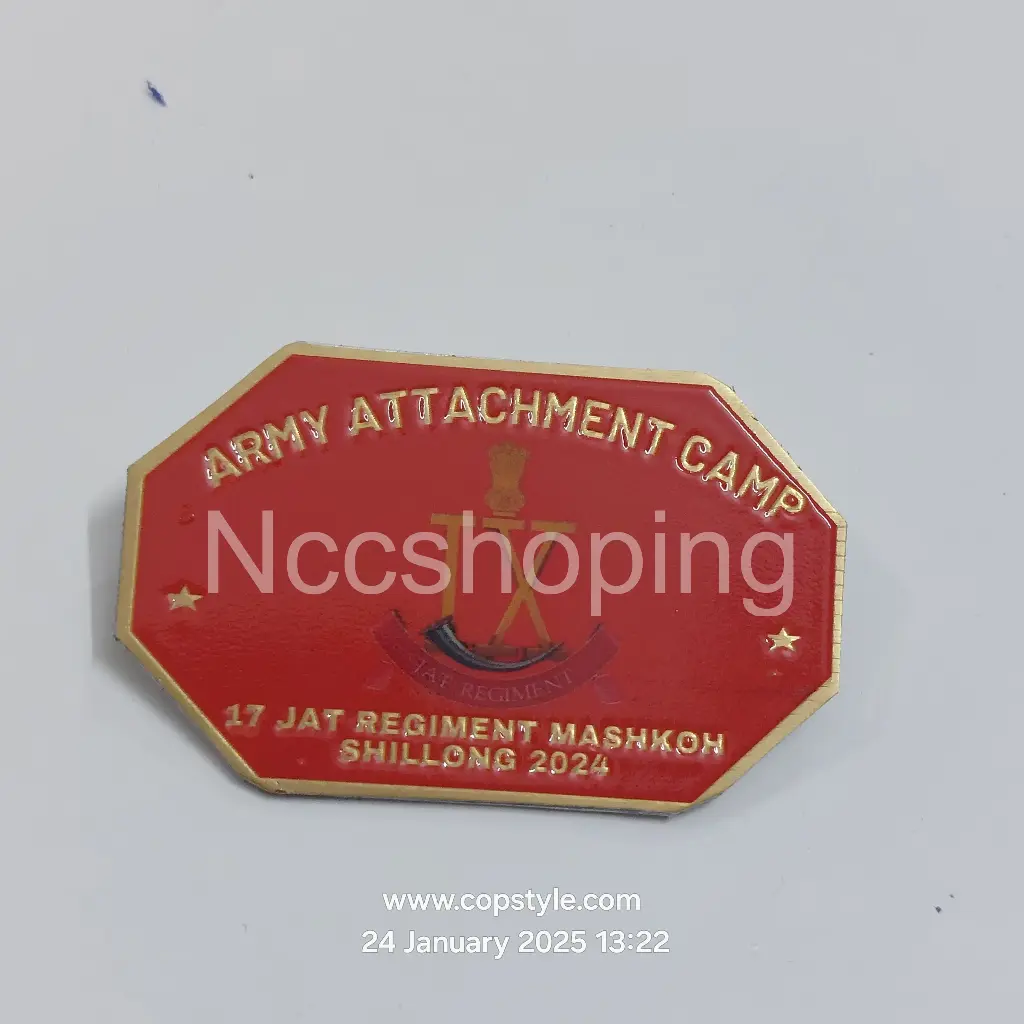 ARMY ATTACHMENT CAMP
IX
Nccshoping
JAT REGIMENT
17 JAT REGIMENT MASHKOH
SHILLONG 2024
www.copstyle.com
24 January 2025 13:22